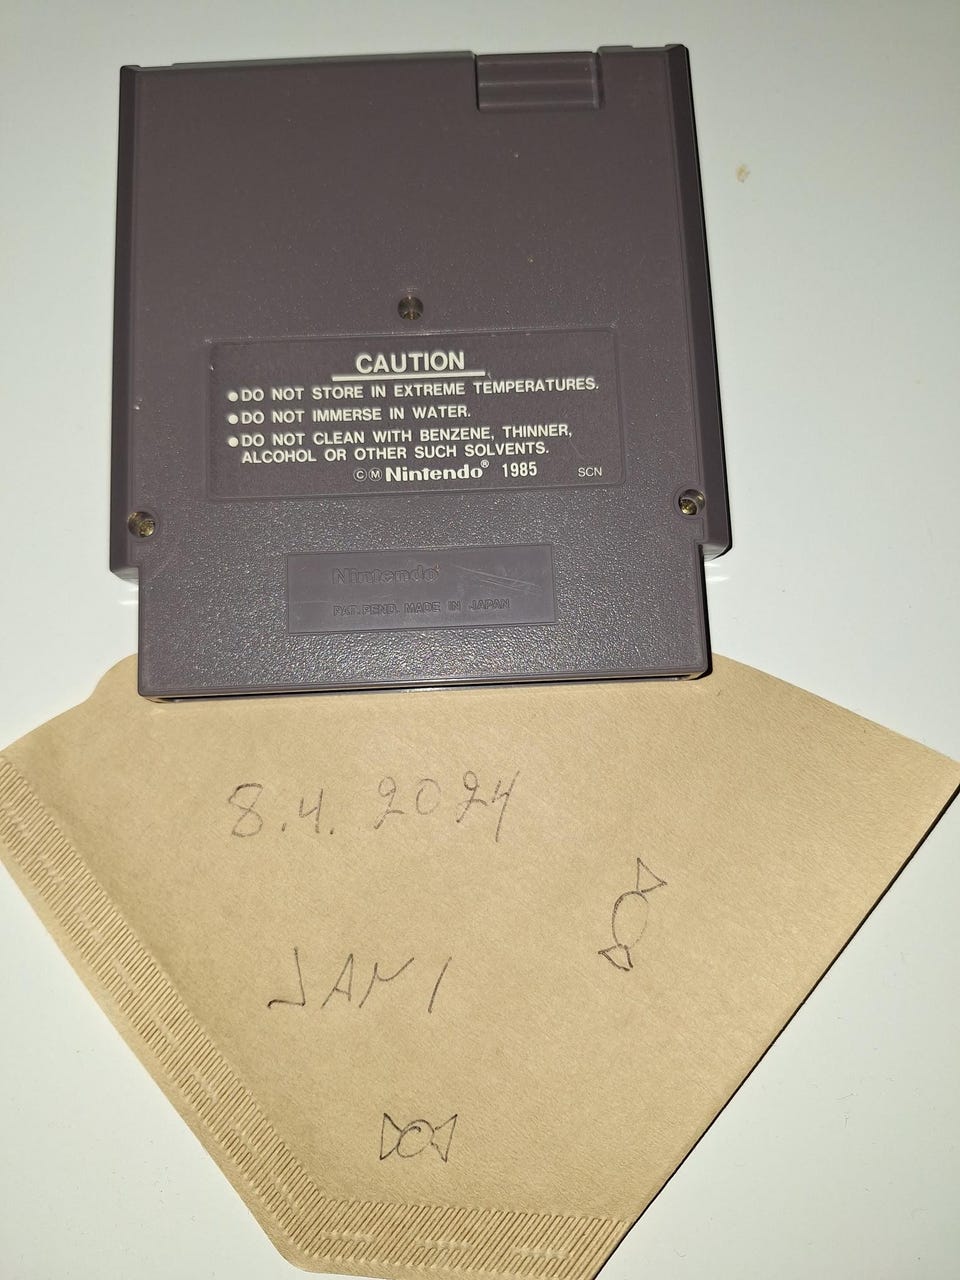 CAUTION
●DO NOT STORE IN EXTREME TEMPERATURES.
●DO NOT IMMERSE IN WATER.
●DO NOT CLEAN WITH BENZENE, THINNER,
ALCOHOL OR OTHER SUCH SOLVENTS.
©Ⓜ Nintendo® 1985 SCN
Nintendo
PAT. PEND. MADE IN JAPAN
8.4. 2024
JANI